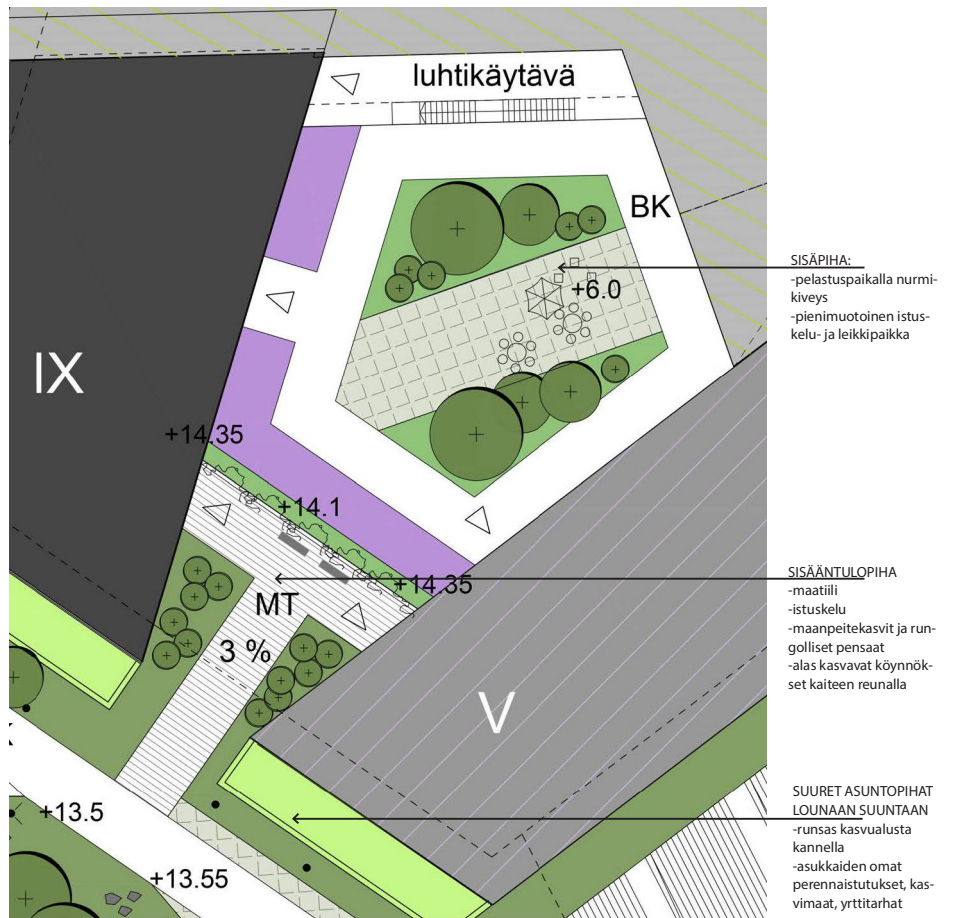 luhtikäytävä
BK
+6.0
IX
+14.35
+14.1
+14.35
MT
3 %
V
+13.5
+13.55
SISÄPIHA:
-pelastuspaikalla nurmi-
kiveys
-pienimuotoinen istus-
kelu- ja leikkipaikka
SISÄÄNTULOPIHA
-maatiili
-istuskelu
-maanpeitekasvit ja run-
golliset pensaat
-alas kasvavat köynnök-
set kaiteen reunalla
SUURET ASUNTOPIHAT
LOUNAAN SUUNTAAN
-runsas kasvualusta
kannella
-asukkaiden omat
perennaistutukset, kas-
vimaat, yrttitarhat